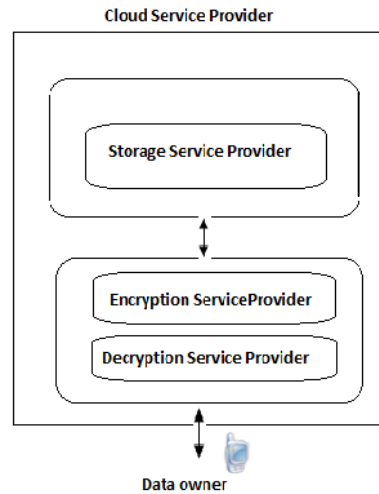 Cloud Service Provider
Storage Service Provider
Encryption ServiceProvider
Decryption Service Provider
Data owner